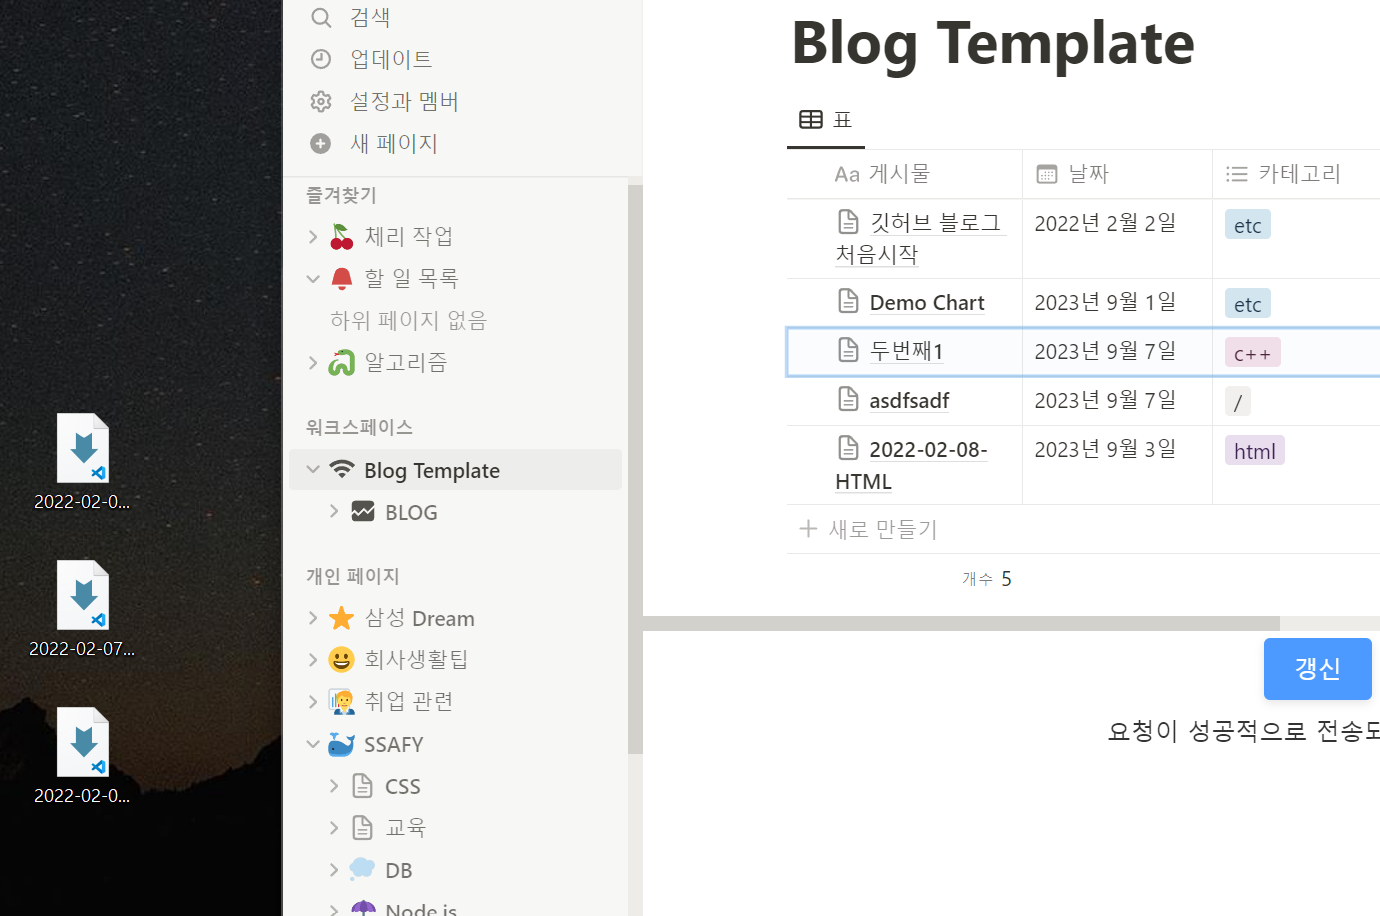 2022-02-0...
2022-02-07...
2022-02-0...
검색
업데이트
설정과 멤버
새 페이지
즐겨찾기
체리 작업
할 일 목록
하위 페이지 없음
알고리즘
워크스페이스
Blog Template
BLOG
개인 페이지
삼성 Dream
회사생활팁
취업 관련
SSAFY
CSS
교육
DB
Node.js
Blog Template
표
Aa 게시물 날짜 카테고리
깃허브 블로그 2022년 2월 2일 etc
처음시작
Demo Chart 2023년 9월 1일 etc
두번째1 2023년 9월 7일 c++
asdfsadf 2023년 9월 7일 /
2022-02-08- 2023년 9월 3일 html
HTML
새로 만들기
개수 5
갱신
요청이 성공적으로 전송되